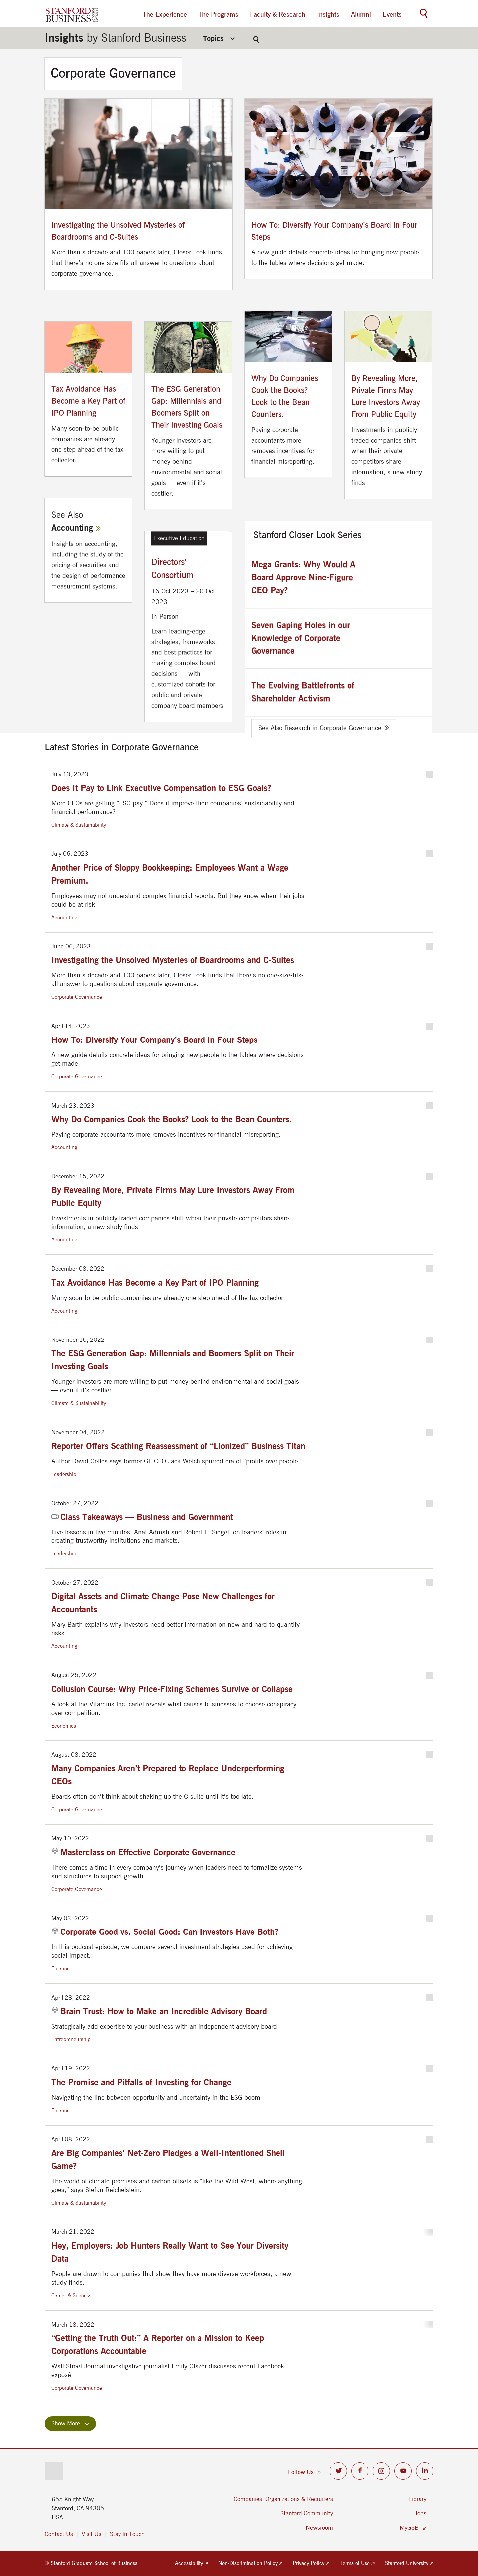 STANFORD
BUSINESS
The Experience
The Programs
Faculty & Research
Insights
Alumni
Events
Insights by Stanford Business
Topics
Corporate Governance
Investigating the Unsolved Mysteries of
Boardrooms and C-Suites
More than a decade and 100 papers later, Closer Look finds
that there's no one-size-fits-all answer to questions about
corporate governance.
How To: Diversify Your Company's Board in Four
Steps
A new guide details concrete ideas for bringing new people
to the tables where decisions get made.
Tax Avoidance Has
Become a Key Part of
IPO Planning
Many soon-to-be public
companies are already
one step ahead of the tax
collector.
The ESG Generation
Gap: Millennials and
Boomers Split on
Their Investing Goals
Younger investors are
more willing to put
money behind
environmental and social
goals — even if it's
costlier.
Why Do Companies
Cook the Books?
Look to the Bean
Counters.
Paying corporate
accountants more
removes incentives for
financial misreporting.
By Revealing More,
Private Firms May
Lure Investors Away
From Public Equity
Investments in publicly
traded companies shift
when their private
competitors share
information, a new study
finds.
See Also
Accounting
Insights on accounting,
including the study of the
pricing of securities and
the design of performance
measurement systems.
Executive Education
Directors'
Consortium
16 Oct 2023 – 20 Oct
2023
In-Person
Learn leading-edge
strategies, frameworks,
and best practices for
making complex board
decisions — with
customized cohorts for
public and private
company board members
Stanford Closer Look Series
Mega Grants: Why Would A
Board Approve Nine-Figure
CEO Pay?
Seven Gaping Holes in our
Knowledge of Corporate
Governance
The Evolving Battlefronts of
Shareholder Activism
See Also Research in Corporate Governance
Latest Stories in Corporate Governance
July 13, 2023
Does It Pay to Link Executive Compensation to ESG Goals?
More CEOs are getting "ESG pay." Does it improve their companies' sustainability and
financial performance?
Climate & Sustainability
July 06, 2023
Another Price of Sloppy Bookkeeping: Employees Want a Wage
Premium.
Employees may not understand complex financial reports. But they know when their jobs
could be at risk.
Accounting
June 06, 2023
Investigating the Unsolved Mysteries of Boardrooms and C-Suites
More than a decade and 100 papers later, Closer Look finds that there's no one-size-fits-
all answer to questions about corporate governance.
Corporate Governance
April 14, 2023
How To: Diversify Your Company's Board in Four Steps
A new guide details concrete ideas for bringing new people to the tables where decisions
get made.
Corporate Governance
March 23, 2023
Why Do Companies Cook the Books? Look to the Bean Counters.
Paying corporate accountants more removes incentives for financial misreporting.
Accounting
December 15, 2022
By Revealing More, Private Firms May Lure Investors Away From
Public Equity
Investments in publicly traded companies shift when their private competitors share
information, a new study finds.
Accounting
December 08, 2022
Tax Avoidance Has Become a Key Part of IPO Planning
Many soon-to-be public companies are already one step ahead of the tax collector.
Accounting
November 10, 2022
The ESG Generation Gap: Millennials and Boomers Split on Their
Investing Goals
Younger investors are more willing to put money behind environmental and social goals
— even if it's costlier.
Climate & Sustainability
November 04, 2022
Reporter Offers Scathing Reassessment of "Lionized" Business Titan
Author David Gelles says former GE CEO Jack Welch spurred era of "profits over people."
Leadership
October 27, 2022
Class Takeaways — Business and Government
Five lessons in five minutes: Anat Admati and Robert E. Siegel, on leaders' roles in
creating trustworthy institutions and markets.
Leadership
October 27, 2022
Digital Assets and Climate Change Pose New Challenges for
Accountants
Mary Barth explains why investors need better information on new and hard-to-quantify
risks.
Accounting
August 25, 2022
Collusion Course: Why Price-Fixing Schemes Survive or Collapse
A look at the Vitamins Inc. cartel reveals what causes businesses to choose conspiracy
over competition.
Economics
August 08, 2022
Many Companies Aren't Prepared to Replace Underperforming
CEOs
Boards often don't think about shaking up the C-suite until it's too late.
Corporate Governance
May 10, 2022
Masterclass on Effective Corporate Governance
There comes a time in every company's journey when leaders need to formalize systems
and structures to support growth.
Corporate Governance
May 03, 2022
Corporate Good vs. Social Good: Can Investors Have Both?
In this podcast episode, we compare several investment strategies used for achieving
social impact.
Finance
April 28, 2022
Brain Trust: How to Make an Incredible Advisory Board
Strategically add expertise to your business with an independent advisory board.
Entrepreneurship
April 19, 2022
The Promise and Pitfalls of Investing for Change
Navigating the line between opportunity and uncertainty in the ESG boom
Finance
April 08, 2022
Are Big Companies' Net-Zero Pledges a Well-Intentioned Shell
Game?
The world of climate promises and carbon offsets is "like the Wild West, where anything
goes," says Stefan Reichelstein.
Climate & Sustainability
March 21, 2022
Hey, Employers: Job Hunters Really Want to See Your Diversity
Data
People are drawn to companies that show they have more diverse workforces, a new
study finds.
Career & Success
March 18, 2022
"Getting the Truth Out:" A Reporter on a Mission to Keep
Corporations Accountable
Wall Street Journal investigative journalist Emily Glazer discusses recent Facebook
exposé.
Corporate Governance
Show More
Follow Us
655 Knight Way
Stanford, CA 94305
USA
Contact Us
Visit Us
Stay In Touch
Companies, Organizations & Recruiters
Stanford Community
Newsroom
Library
Jobs
MyGSB
© Stanford Graduate School of Business
Accessibility
Non-Discrimination Policy
Privacy Policy
Terms of Use
Stanford University